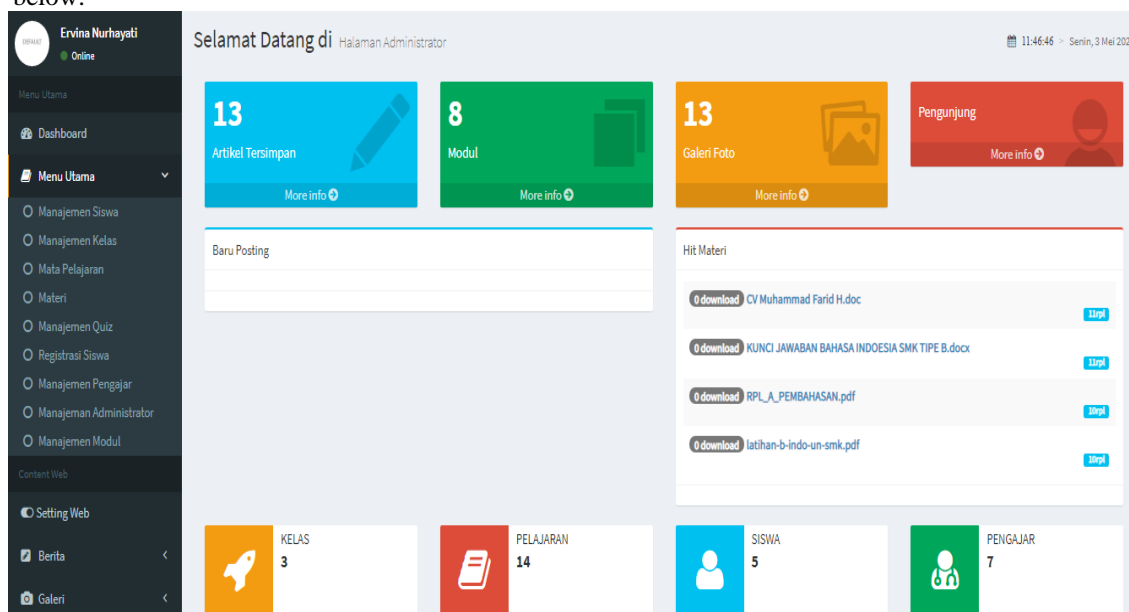 below.
DEFAULT
Ervina Nurhayati
Online
Menu Utama
Dashboard
Menu Utama
Manajemen Siswa
Manajemen Kelas
Mata Pelajaran
Materi
Manajemen Quiz
Registrasi Siswa
Manajemen Pengajar
Manajeman Administrator
Manajemen Modul
Content Web
Setting Web
Berita
Galeri
Selamat Datang di Halaman Administrator
11:46:46 > Senin, 3 Mei 202
13
Artikel Tersimpan
More info
8
Modul
More info
13
Galeri Foto
More info
Pengunjung
More info
Baru Posting
Hit Materi
0 download CV Muhammad Farid H.doc
11rpl
0 download KUNCI JAWABAN BAHASA INDOESIA SMK TIPE B.docx
11rpl
0 download RPL_A_PEMBAHASAN.pdf
10rpl
0 download latihan-b-indo-un-smk.pdf
10rpl
KELAS
3
PELAJARAN
14
SISWA
5
PENGAJAR
7